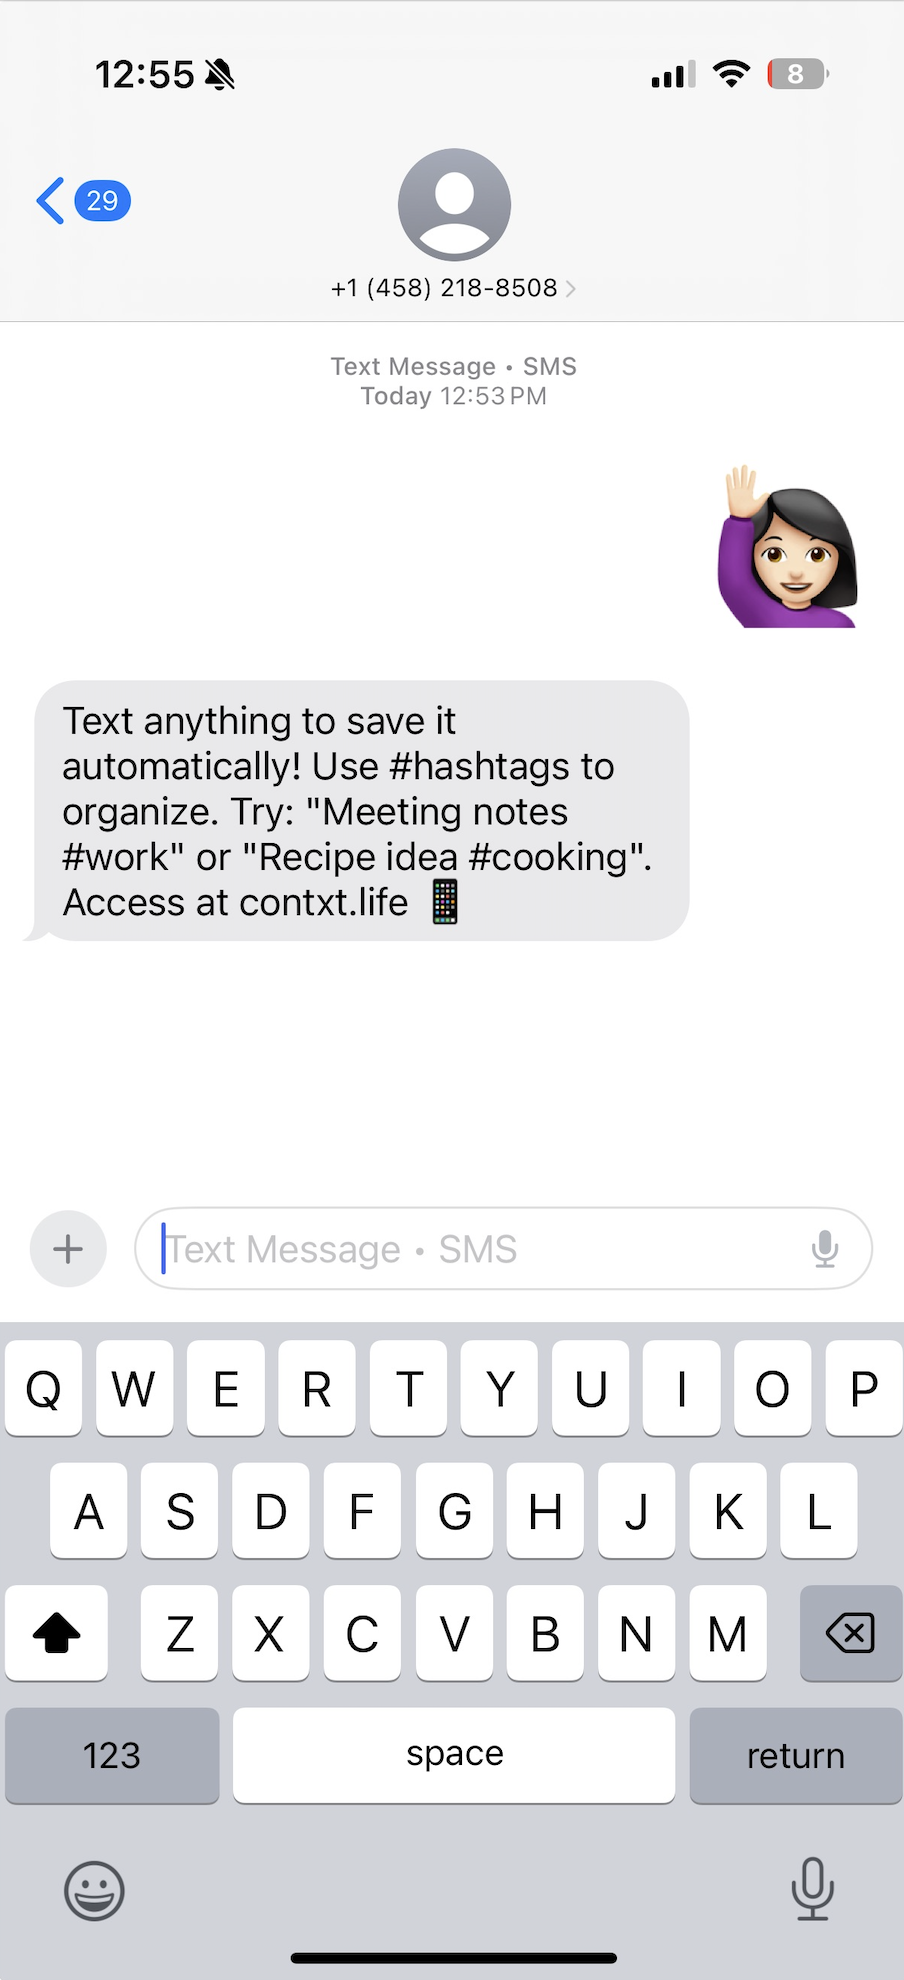 12:55
8
29
+1 (458) 218-8508
Text Message • SMS
Today 12:53 PM
Text anything to save it
automatically! Use #hashtags to
organize. Try: "Meeting notes
#work" or "Recipe idea #cooking".
Access at contxt.life
Text Message • SMS
Q W E R T Y U I O P
A S D F G H J K L
Z X C V B N M
123 space return